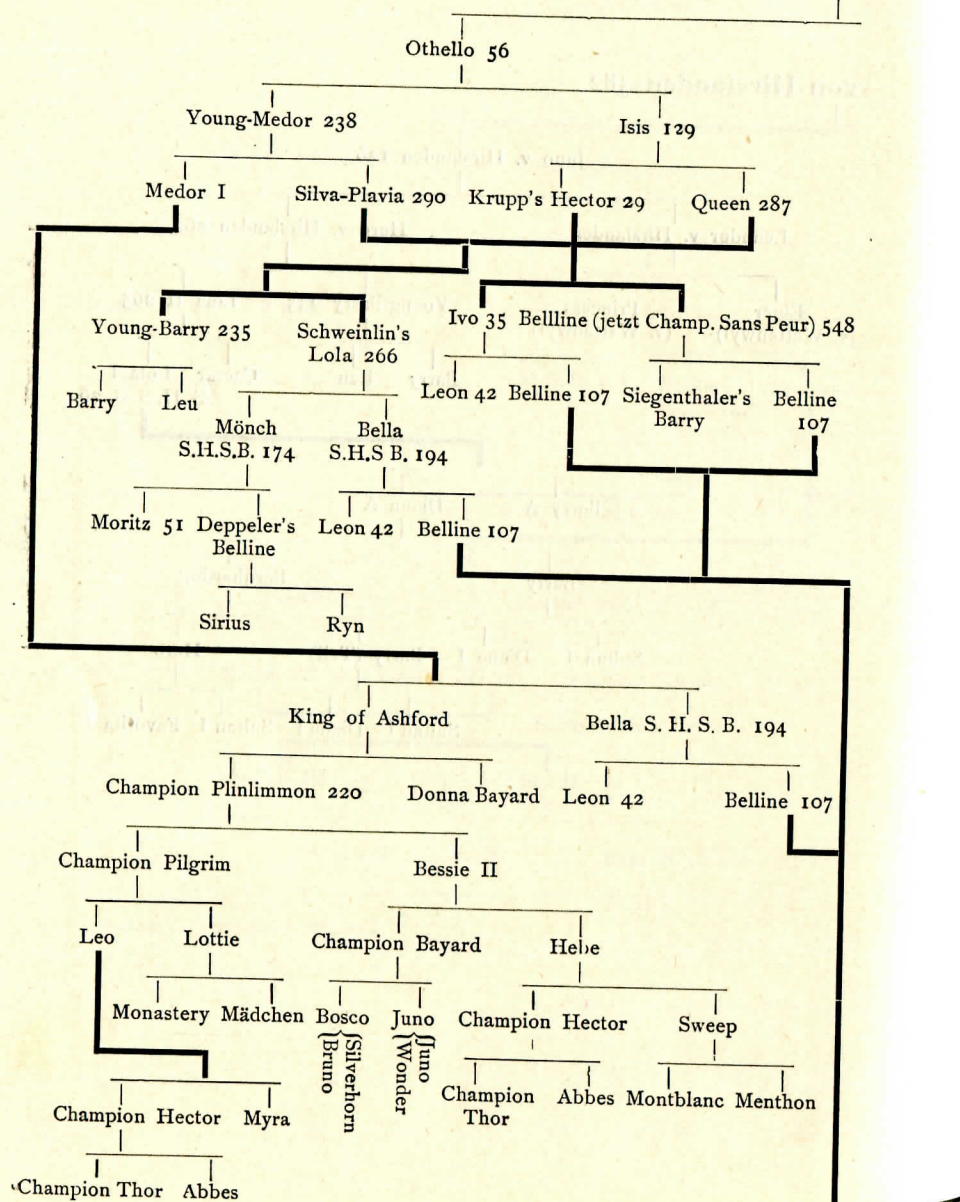 Othello 56
Young-Medor 238 Isis 129
Medor I Silva-Plavia 290 Krupp's Hector 29 Queen 287
Young-Barry 235 Schweinlin's Ivo 35 Bellline (jetzt Champ. Sans Peur) 548
Lola 266
Barry Leu Leon 42 Belline 107 Siegenthaler's Belline
Barry 107
Mönch Bella
S.H.S.B. 174 S.H.S B. 194
Moritz 51 Deppeler's Leon 42 Belline 107
Belline
Sirius Ryn
King of Ashford Bella S. H. S. B. 194
Champion Plinlimmon 220 Donna Bayard Leon 42 Belline 107
Champion Pilgrim Bessie II
Leo Lottie Champion Bayard Hebe
Monastery Mädchen Bosco Juno Champion Hector Sweep
Bruno Silverhorn Wonder Juno
Champion Abbes Montblanc Menthon
Thor
Champion Hector Myra
Champion Thor Abbes